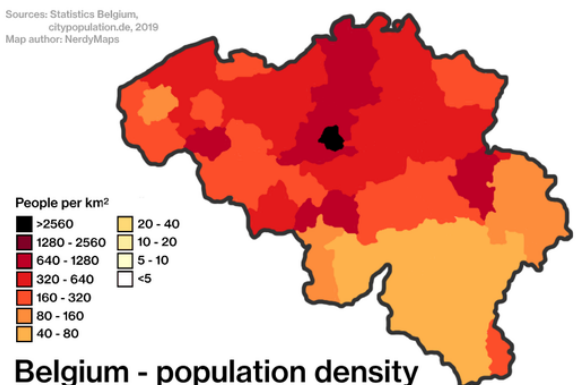 Sources: Statistics Belgium,
citypopulation.de, 2019
Map author: NerdyMaps
People per km²
>2560
1280 - 2560
640 - 1280
320 - 640
160 - 320
80 - 160
40 - 80
20 - 40
10 - 20
5 - 10
<5
Belgium - population density